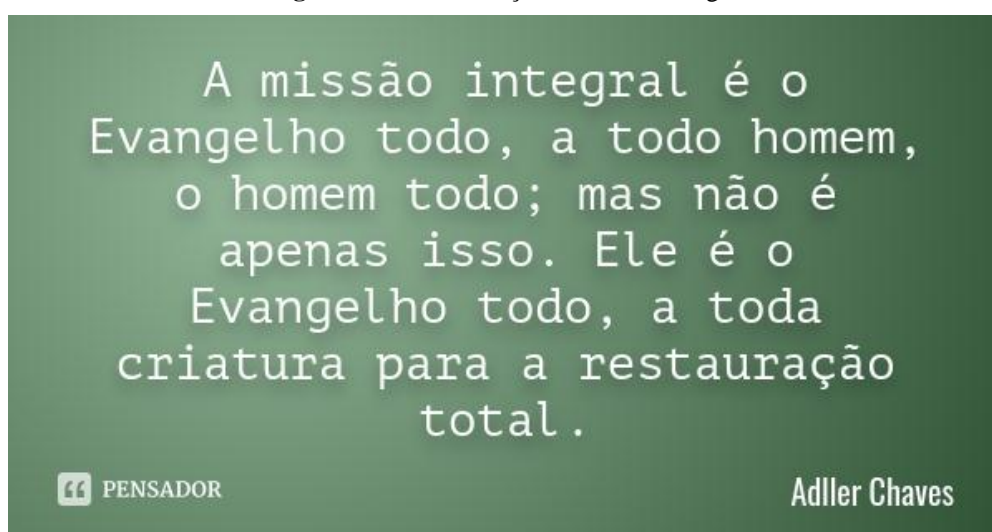 A missão integral é o
Evangelho todo, a todo homem,
o homem todo; mas não é
apenas isso. Ele é o
Evangelho todo, a toda
criatura para a restauração
total.
PENSADOR
Adller Chaves